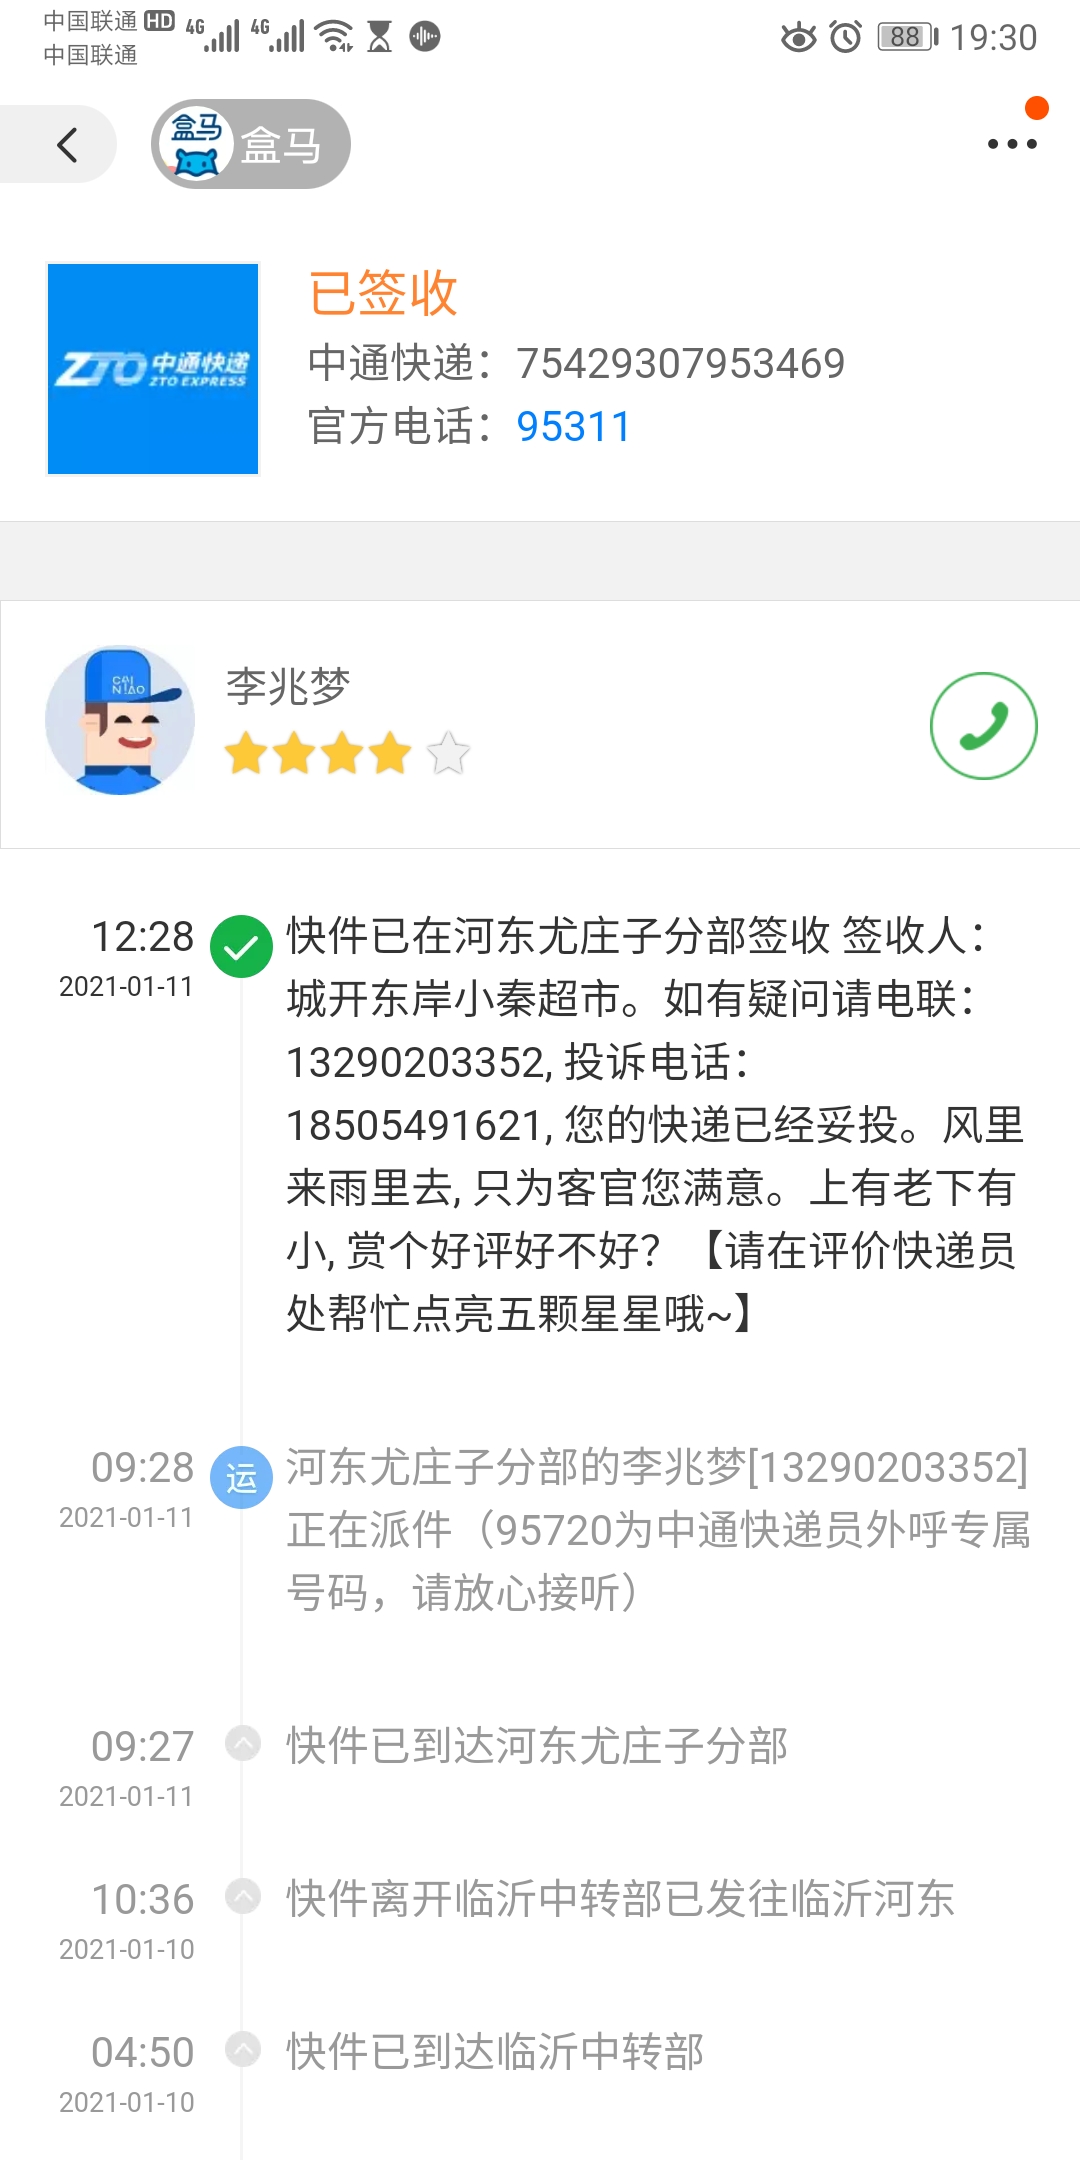 中国联通 HD 4G 4G 88 19:30
中国联通
盒马 盒马
已签收
ZTO 中通快递
ZTO EXPRESS
中通快递：75429307953469
官方电话：95311
CAI
NIAO
李兆梦
12:28 快件已在河东尤庄子分部签收 签收人：
2021-01-11
城开东岸小秦超市。如有疑问请电联：
13290203352, 投诉电话：
18505491621, 您的快递已经妥投。风里
来雨里去, 只为客官您满意。上有老下有
小, 赏个好评好不好？【请在评价快递员
处帮忙点亮五颗星星哦~】
09:28 运 河东尤庄子分部的李兆梦[13290203352]
2021-01-11
正在派件（95720为中通快递员外呼专属
号码，请放心接听）
09:27 快件已到达河东尤庄子分部
2021-01-11
10:36 快件离开临沂中转部已发往临沂河东
2021-01-10
04:50 快件已到达临沂中转部
2021-01-10